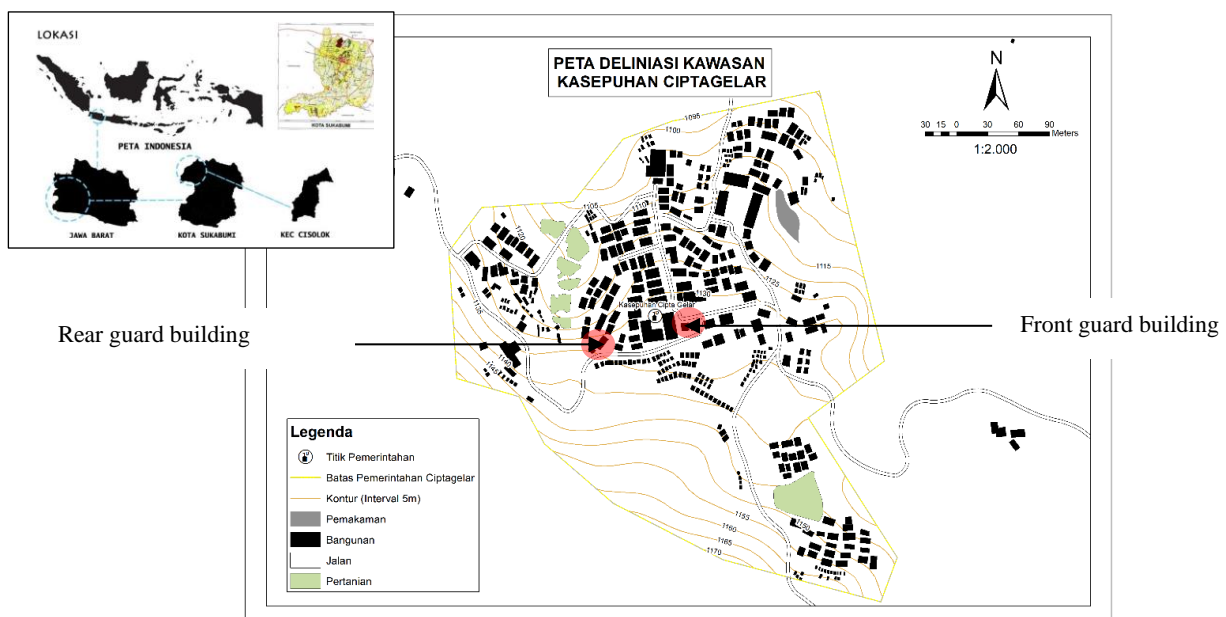 LOKASI
KOTA SUKABUMI
PETA INDONESIA
JAWA BARAT
KOTA SUKABUMI
KEC CISOLOK
PETA DELINIASI KAWASAN
KASEPUHAN CIPTAGELAR
N
30 15 0 30 60 90
Meters
1:2.000
1095
1100
1105
1110
1120
1115
1125
1130
1135
Kasepuhan Cipta Gelar
Rear guard building
Front guard building
1140
1145
1150
1155
1160
1165
1170
Legenda
Titik Pemerintahan
Batas Pemerintahan Ciptagelar
Kontur (Interval 5m)
Pemakaman
Bangunan
Jalan
Pertanian